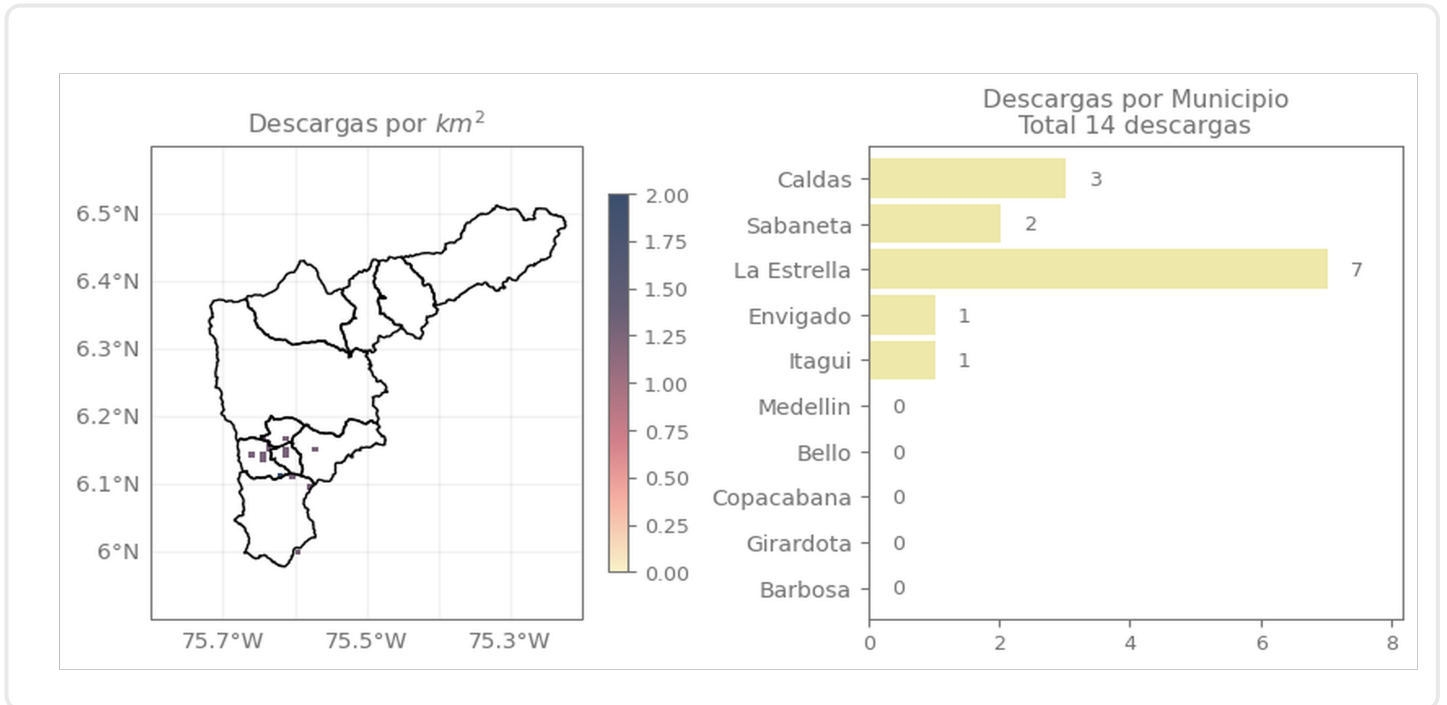 Descargas por km²
6.5°N
6.4°N
6.3°N
6.2°N
6.1°N
6°N
75.7°W 75.5°W 75.3°W
2.00
1.75
1.50
1.25
1.00
0.75
0.50
0.25
0.00
Descargas por Municipio
Total 14 descargas
Caldas 3
Sabaneta 2
La Estrella 7
Envigado 1
Itagui 1
Medellin 0
Bello 0
Copacabana 0
Girardota 0
Barbosa 0
0 2 4 6 8